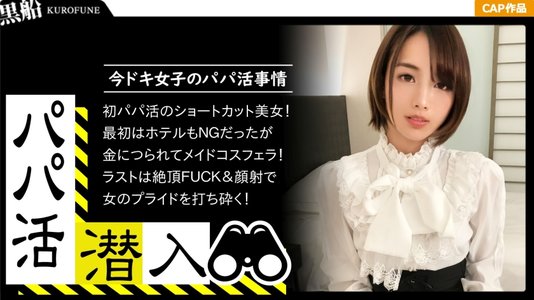 黒船 KUROFUNE
CAP作品
今ドキ女子のパパ活事情
初パパ活のショートカット美女!
最初はホテルもNGだったが
金につられてメイドコスフェラ!
ラストは絶頂FUCK&顔射で
女のプライドを打ち砕く!
パパ活
潜入